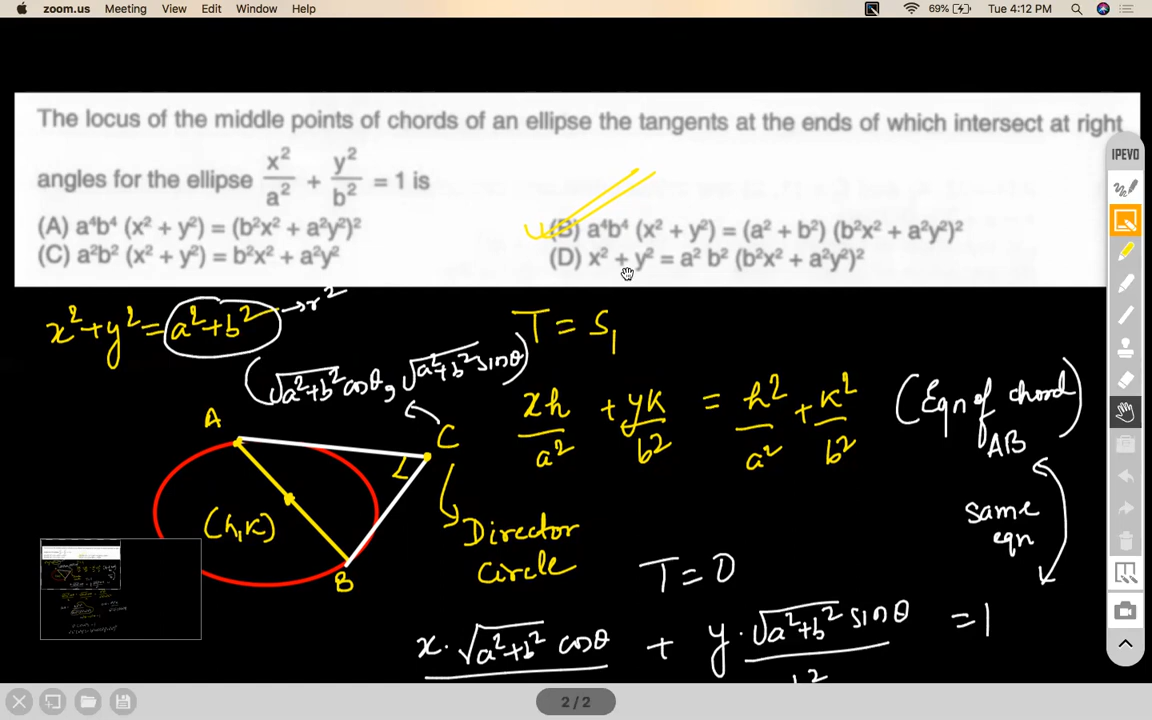 zoom.us Meeting View Edit Window Help 69% Tue 4:12 PM
The locus of the middle points of chords of an ellipse the tangents at the ends of which intersect at right
angles for the ellipse x²/a² + y²/b² = 1 is
(A) a⁴b⁴ (x² + y²) = (b²x² + a²y²)²
(B) a⁴b⁴ (x² + y²) = (a² + b²) (b²x² + a²y²)²
(C) a²b² (x² + y²) = b²x² + a²y²
(D) x² + y² = a² b² (b²x² + a²y²)²
IPEVO
x²+y²= a²+b² → r²
T = S₁
(√a²+b² cosθ, √a²+b² sinθ)
xh/a² + yk/b² = h²/a² + k²/b² (Eqn of chord)
AB
A
C
L
(h,k)
B
Director
Circle
same
eqn
T=0
x·√a²+b² cosθ + y·√a²+b² sinθ = 1
b²
2/2